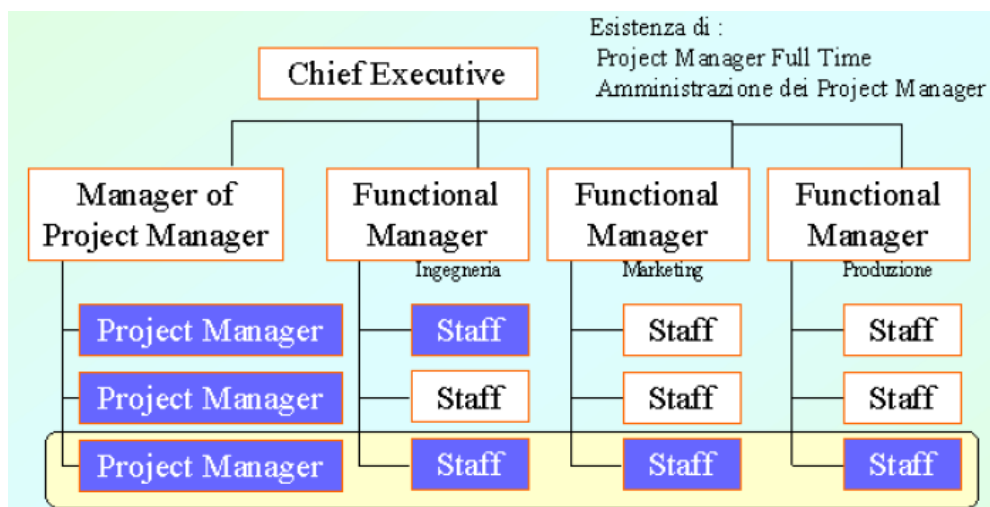 Esistenza di :
Project Manager Full Time
Amministrazione dei Project Manager
Chief Executive
Manager of
Project Manager
Functional
Manager
Ingegneria
Functional
Manager
Marketing
Functional
Manager
Produzione
Project Manager
Staff
Staff
Staff
Project Manager
Staff
Staff
Staff
Project Manager
Staff
Staff
Staff